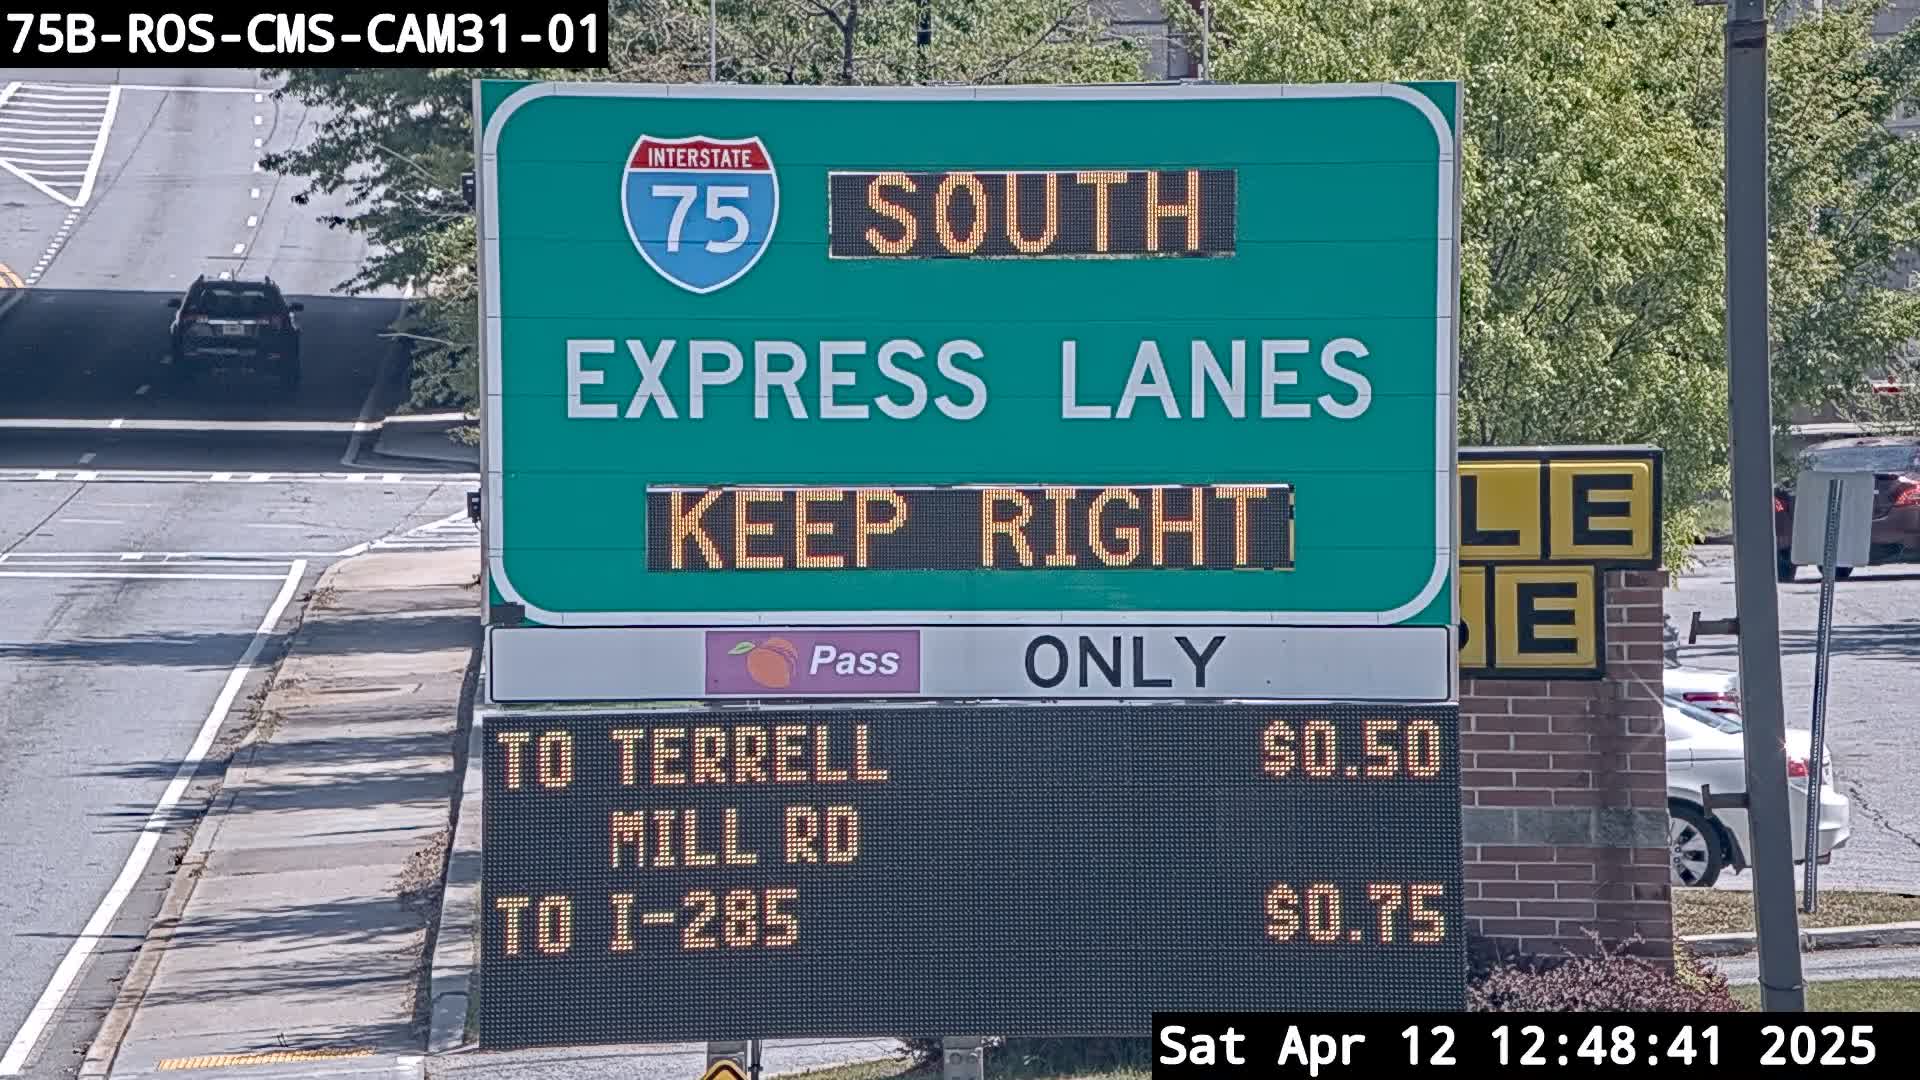 75B-ROS-CMS-CAM31-01
INTERSTATE
75
SOUTH
EXPRESS LANES
KEEP RIGHT
LE
E
Pass ONLY
TO TERRELL $0.50
MILL RD
TO I-285 $0.75
Sat Apr 12 12:48:41 2025